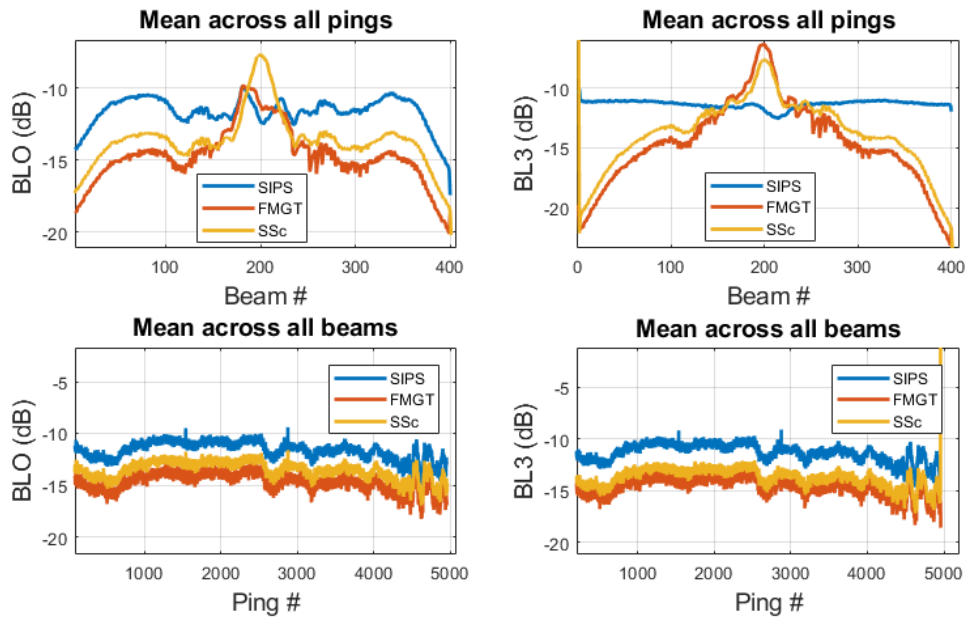 Mean across all pings
BLO (dB)
-10
-15
-20
SIPS
FMGT
SSc
100
200
300
400
Beam #
Mean across all pings
BL3 (dB)
-10
-15
-20
SIPS
FMGT
SSc
0
100
200
300
400
Beam #
Mean across all beams
BLO (dB)
-5
-10
-15
-20
SIPS
FMGT
SSc
1000
2000
3000
4000
5000
Ping #
Mean across all beams
BL3 (dB)
-5
-10
-15
-20
SIPS
FMGT
SSc
1000
2000
3000
4000
5000
Ping #